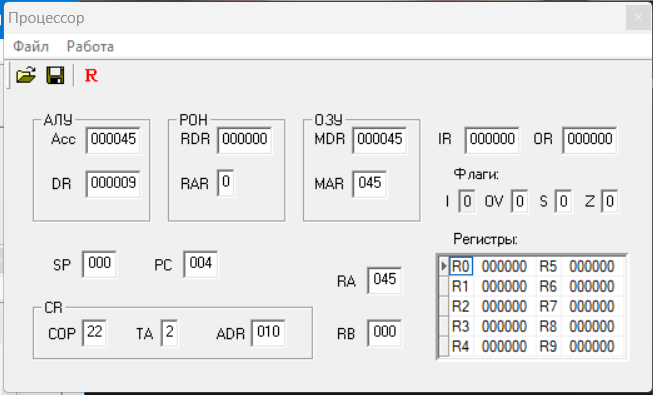 Процессор
Файл Работа
R
АЛУ РОН ОЗУ
Acc 000045 RDR 000000 MDR 000045 IR 000000 OR 000000
DR 000009 RAR 0 MAR 045
Флаги:
I 0 OV 0 S 0 Z 0
Регистры:
SP 000 PC 004
RA 045
R0 000000 R5 000000
R1 000000 R6 000000
R2 000000 R7 000000
R3 000000 R8 000000
R4 000000 R9 000000
CR
COP 22 TA 2 ADR 010 RB 000